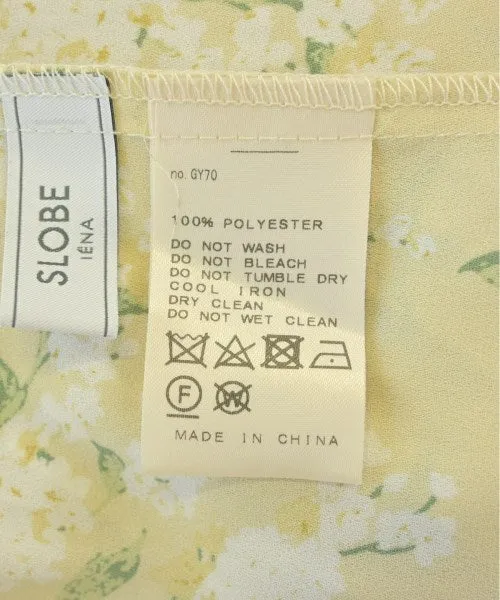 SLOBE
IÉNA
no. GY70
100% POLYESTER
DO NOT WASH
DO NOT BLEACH
DO NOT TUMBLE DRY
COOL IRON
DRY CLEAN
DO NOT WET CLEAN
F W
MADE IN CHINA